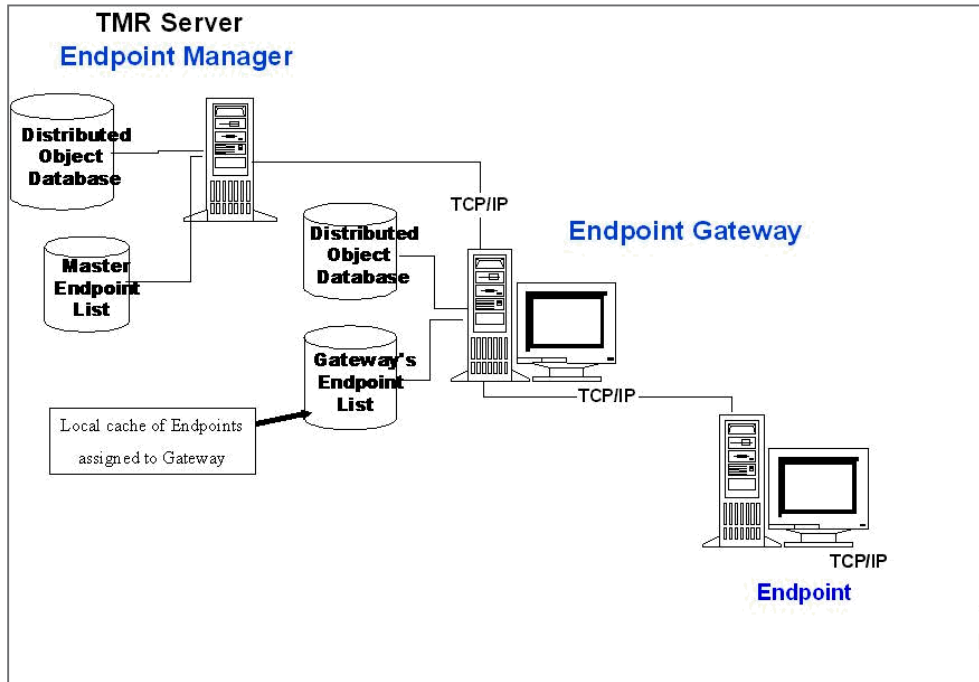 TMR Server
Endpoint Manager
Distributed
Object
Database
Master
Endpoint
List
TCP/IP
Distributed
Object
Database
Endpoint Gateway
Gateway's
Endpoint
List
Local cache of Endpoints
assigned to Gateway
TCP/IP
TCP/IP
Endpoint